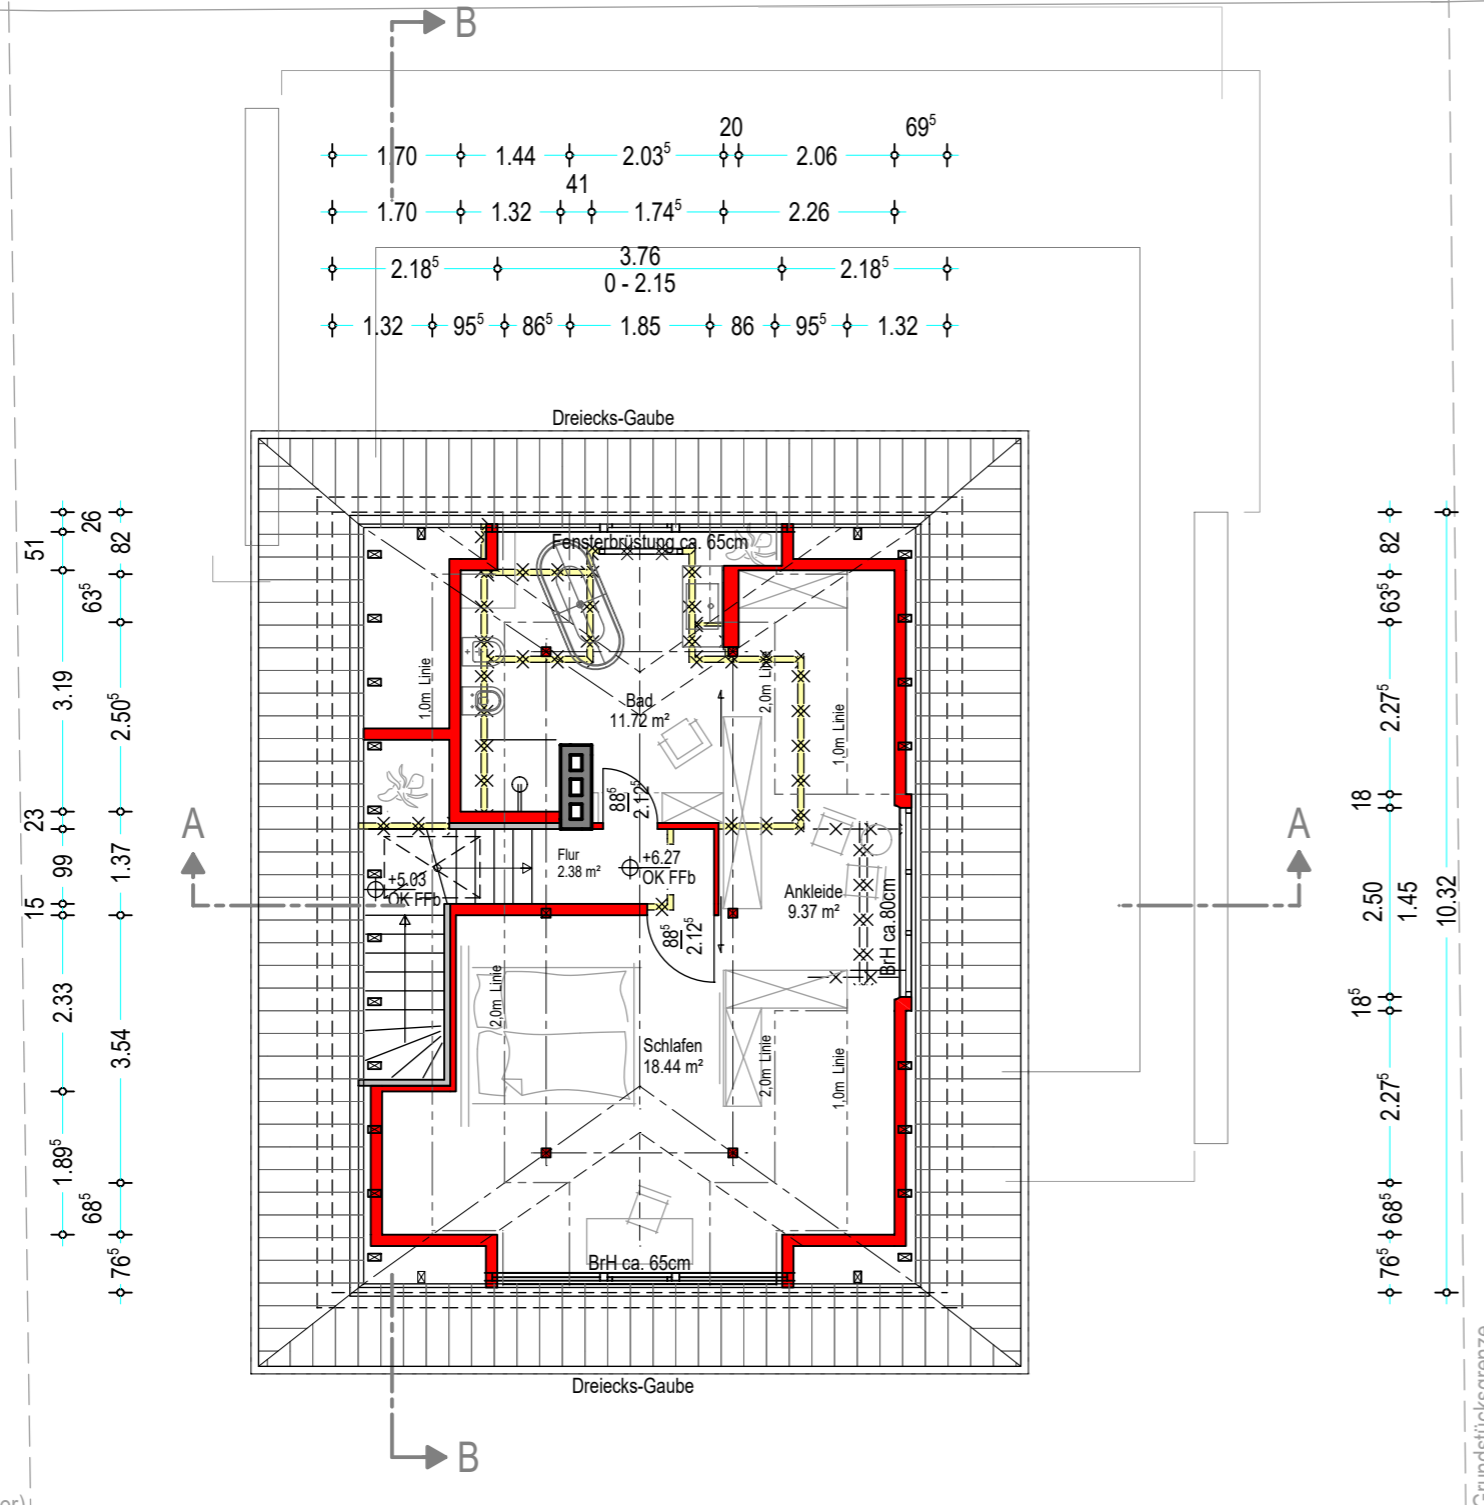 B
20
69⁵
1.70
1.44
2.03⁵
2.06
41
1.70
1.32
1.74⁵
2.26
2.18⁵
3.76
0 - 2.15
2.18⁵
1.32
95⁵
86⁵
1.85
86
95⁵
1.32
Dreiecks-Gaube
Fensterbrüstung ca. 65cm
26
51
82
63⁵
3.19
2.50⁵
23
99
1.37
15
2.33
3.54
1.89⁵
68⁵
76⁵
1,0m Linie
2,0m Linie
1,0m Linie
Bad
11.72 m²
88⁵
2.12⁵
A
Flur
2.38 m²
+6.27
OK FFb
+5.03
OK FFb
Ankleide
9.37 m²
BrH ca.80cm
88⁵
2.12⁵
2,0m Linie
Schlafen
18.44 m²
2,0m Linie
1,0m Linie
BrH ca. 65cm
Dreiecks-Gaube
B
82
63⁵
2.27⁵
18
A
2.50
1.45
10.32
18⁵
2.27⁵
68⁵
76⁵
Grundstücksgrenze
er)